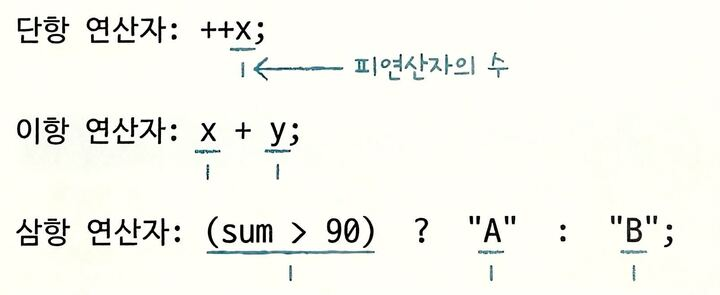 단항 연산자: ++x;
1 ← 피연산자의 수
이항 연산자: x + y;
1 1
삼항 연산자: (sum > 90) ? "A" : "B";
1 1 1